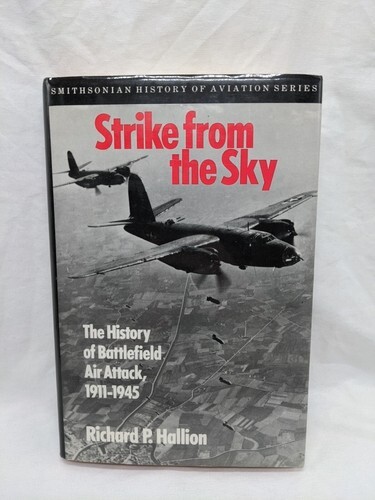 SMITHSONIAN HISTORY OF AVIATION SERIES
Strike from
the Sky
The History
of Battlefield
Air Attack,
1911-1945
Richard P. Hallion